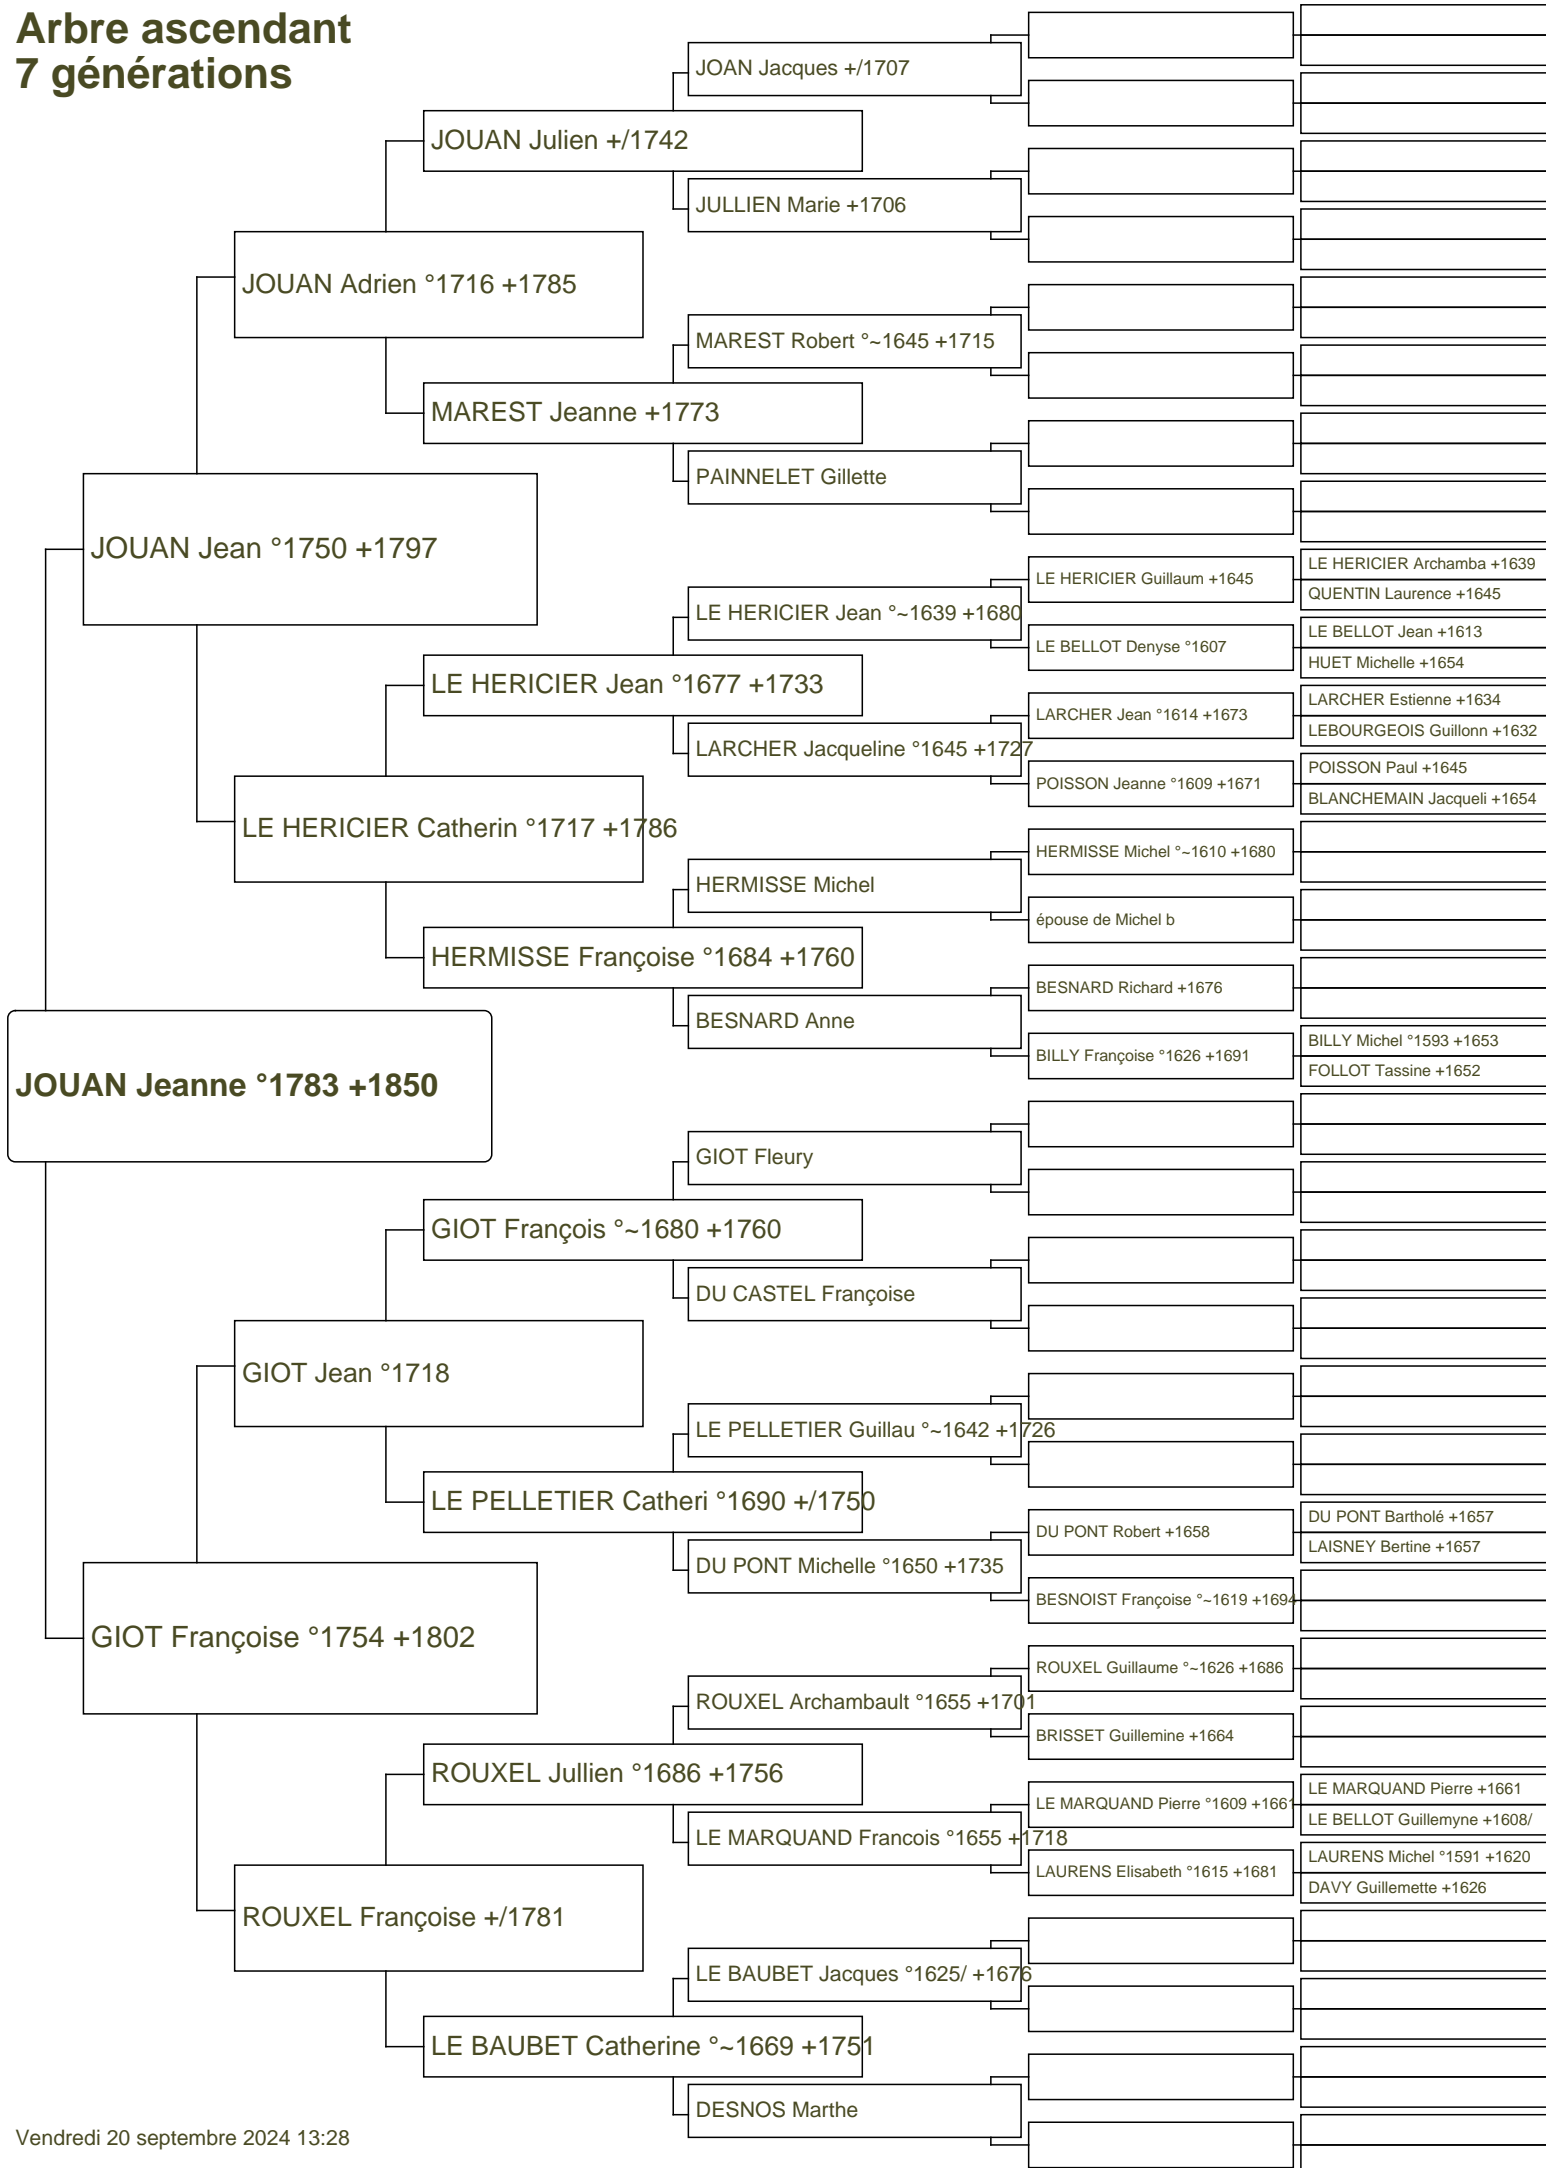 Arbre ascendant
7 générations
JOAN Jacques +/1707
JOUAN Julien +/1742
JULLIEN Marie +1706
JOUAN Adrien °1716 +1785
MAREST Robert °~1645 +1715
MAREST Jeanne +1773
PAINNELET Gillette
JOUAN Jean °1750 +1797
LE HERICIER Archamba +1639
LE HERICIER Guillaum +1645
QUENTIN Laurence +1645
LE HERICIER Jean °~1639 +1680
LE BELLOT Jean +1613
LE BELLOT Denyse °1607
HUET Michelle +1654
LE HERICIER Jean °1677 +1733
LARCHER Estienne +1634
LARCHER Jean °1614 +1673
LEBOURGEOIS Guillonn +1632
LARCHER Jacqueline °1645 +1727
POISSON Paul +1645
POISSON Jeanne °1609 +1671
BLANCHEMAIN Jacqueli +1654
LE HERICIER Catherin °1717 +1786
HERMISSE Michel °~1610 +1680
HERMISSE Michel
épouse de Michel b
HERMISSE Françoise °1684 +1760
BESNARD Richard +1676
BESNARD Anne
BILLY Michel °1593 +1653
BILLY Françoise °1626 +1691
FOLLOT Tassine +1652
JOUAN Jeanne °1783 +1850
GIOT Fleury
GIOT François °~1680 +1760
DU CASTEL Françoise
GIOT Jean °1718
LE PELLETIER Guillau °~1642 +1726
LE PELLETIER Catheri °1690 +/1750
DU PONT Bartholé +1657
DU PONT Robert +1658
LAISNEY Bertine +1657
DU PONT Michelle °1650 +1735
BESNOIST Françoise °~1619 +1694
GIOT Françoise °1754 +1802
ROUXEL Guillaume °~1626 +1686
ROUXEL Archambault °1655 +1701
BRISSET Guillemine +1664
ROUXEL Jullien °1686 +1756
LE MARQUAND Pierre +1661
LE MARQUAND Pierre °1609 +1661
LE BELLOT Guillemyne +1608/
LE MARQUAND Francois °1655 +1718
LAURENS Michel °1591 +1620
LAURENS Elisabeth °1615 +1681
DAVY Guillemette +1626
ROUXEL Françoise +/1781
LE BAUBET Jacques °1625/ +1676
LE BAUBET Catherine °~1669 +1751
DESNOS Marthe
Vendredi 20 septembre 2024 13:28